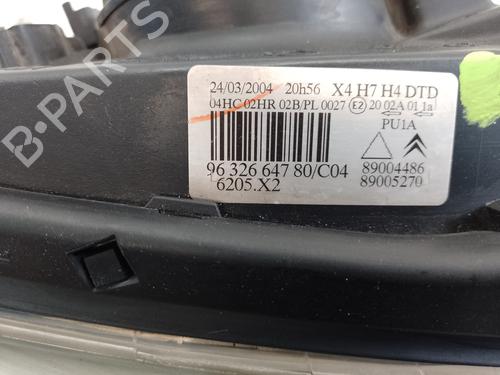 24/03/2004 20h56 X4 H7 H4 DTD
04HC 02HR 02B/PL 0027 E2 20 02A 01 1a
PU1A
96 326 647 80/C04 89004486
6205.X2 89005270
B-PARTS